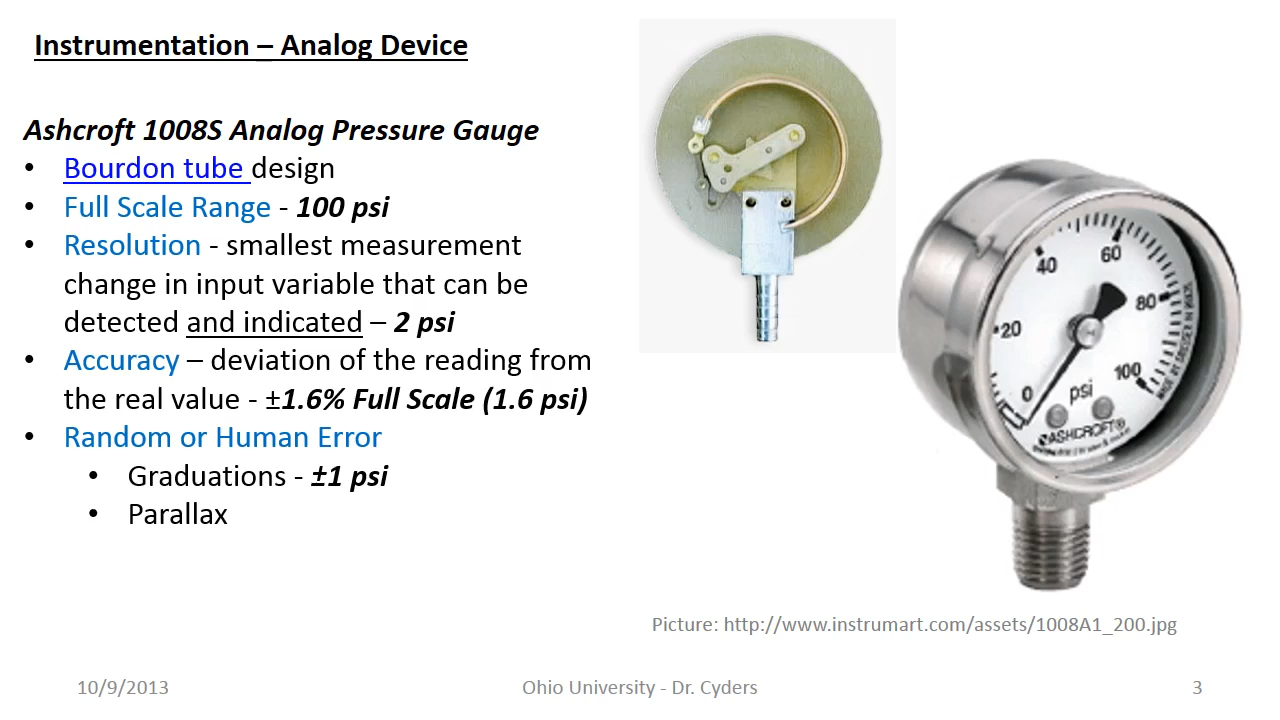 Instrumentation – Analog Device
Ashcroft 1008S Analog Pressure Gauge
• Bourdon tube design
• Full Scale Range - 100 psi
• Resolution - smallest measurement
change in input variable that can be
detected and indicated – 2 psi
• Accuracy – deviation of the reading from
the real value - ±1.6% Full Scale (1.6 psi)
• Random or Human Error
• Graduations - ±1 psi
• Parallax
60
40
80
20
100
0
psi
ASHCROFT®
Picture: http://www.instrumart.com/assets/1008A1_200.jpg
10/9/2013
Ohio University - Dr. Cyders
3